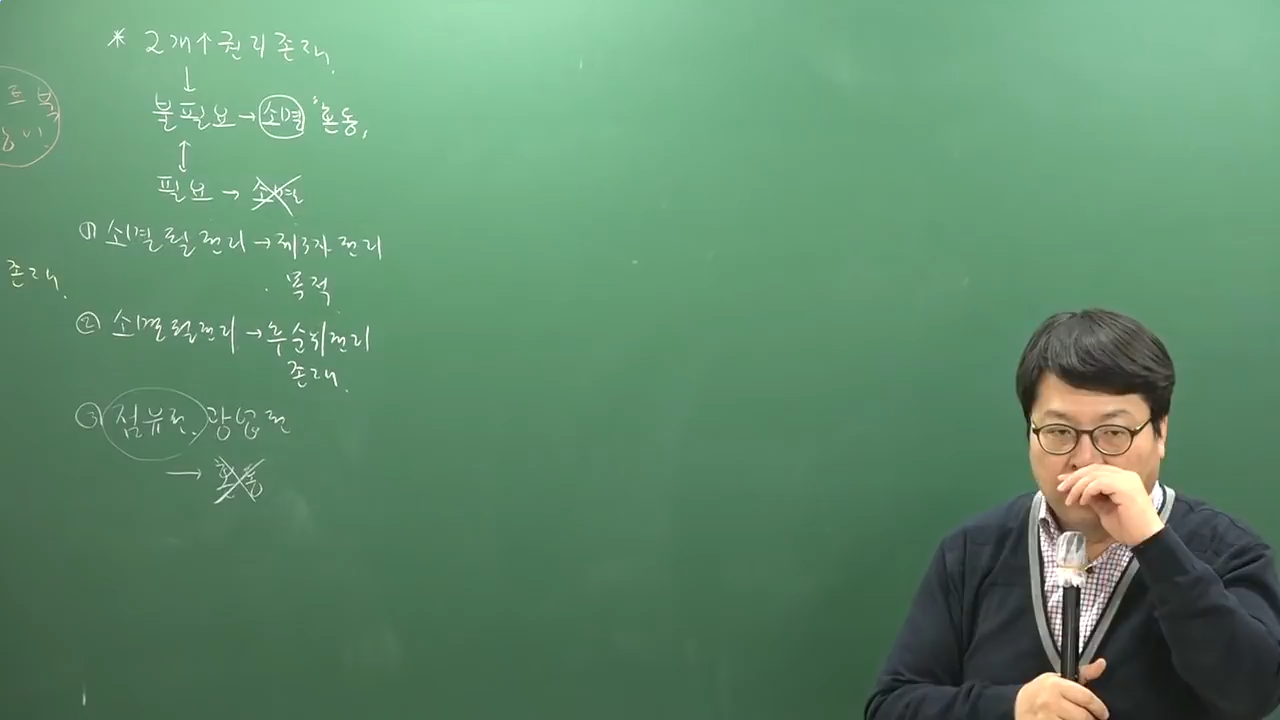 * 2개↑ 권리존재.
↓
불필요 → 소멸 '혼동,
↕
필요 → 소멸
① 소멸될권리 → 제3자권리
목적
존재.
② 소멸될권리 → 후순위권리
존재.
③ 점유권, 광업권
→ 혼동